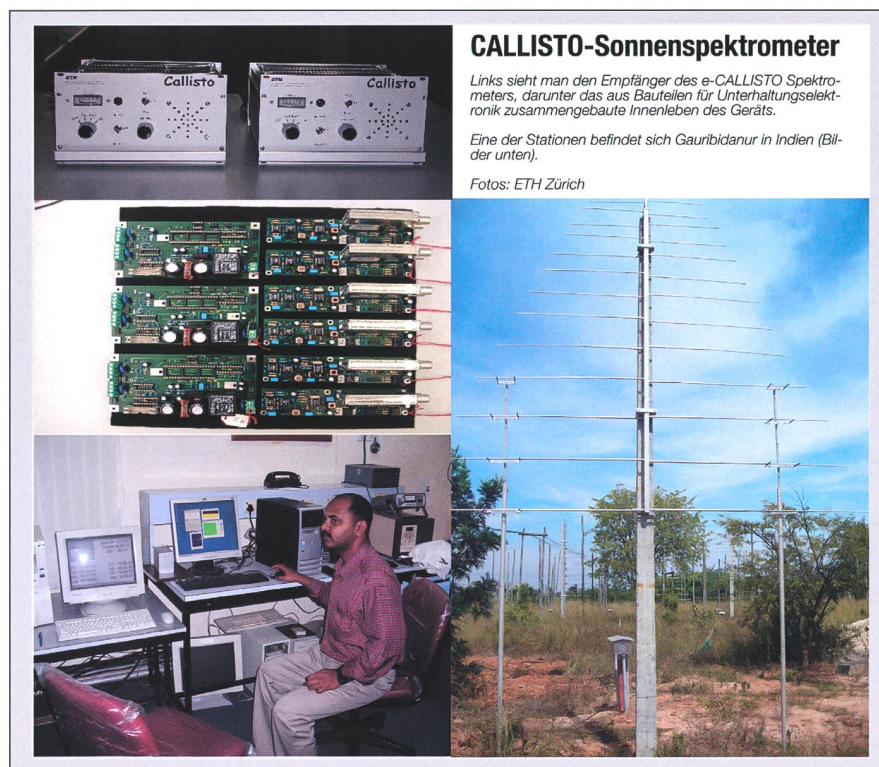 CALLISTO-Sonnenspektrometer
Links sieht man den Empfänger des e-CALLISTO Spektro-
meters, darunter das aus Bauteilen für Unterhaltungselekt-
ronik zusammengebaute Innenleben des Geräts.
Eine der Stationen befindet sich Gauribidanur in Indien (Bil-
der unten).
Fotos: ETH Zürich
ETH
Callisto
ETH
Callisto